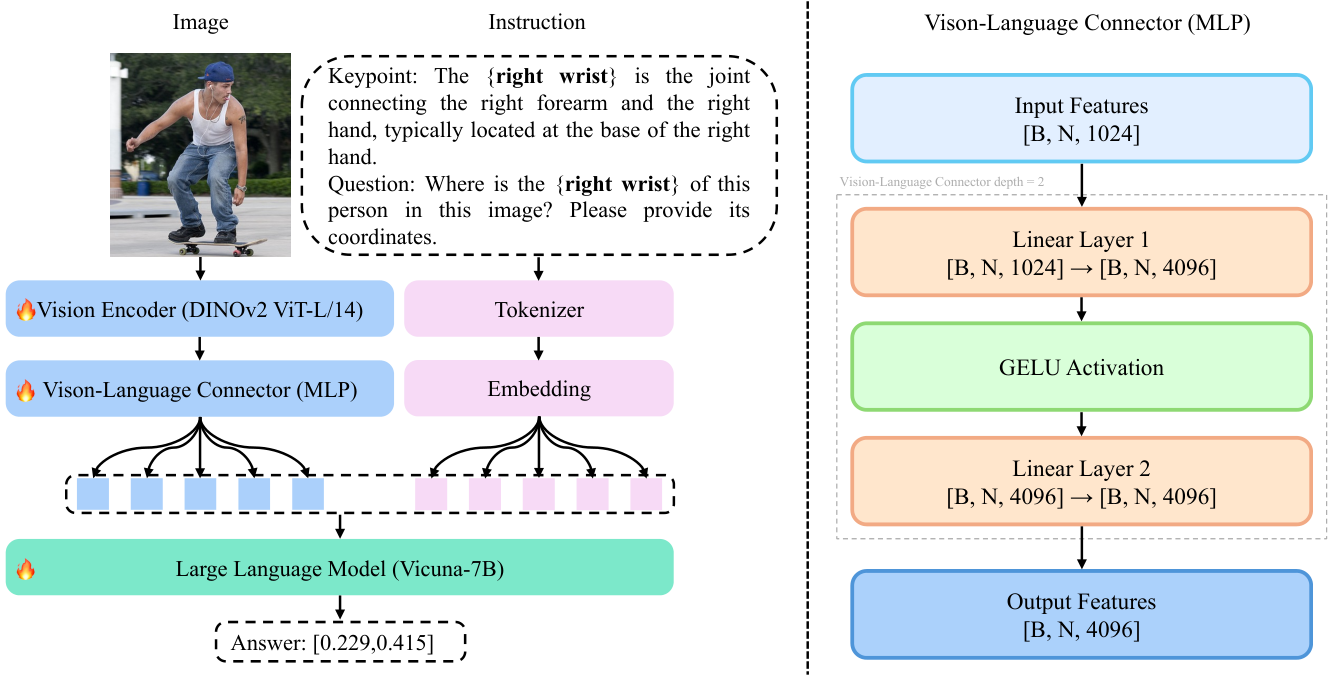 Image
Instruction
Keypoint: The {right wrist} is the joint
connecting the right forearm and the right
hand, typically located at the base of the right
hand.
Question: Where is the {right wrist} of this
person in this image? Please provide its
coordinates.
Vision Encoder (DINOv2 ViT-L/14)
Tokenizer
Vison-Language Connector (MLP)
Embedding
Large Language Model (Vicuna-7B)
Answer: [0.229,0.415]
Vison-Language Connector (MLP)
Input Features
[B, N, 1024]
Vision-Language Connector depth = 2
Linear Layer 1
[B, N, 1024] → [B, N, 4096]
GELU Activation
Linear Layer 2
[B, N, 4096] → [B, N, 4096]
Output Features
[B, N, 4096]